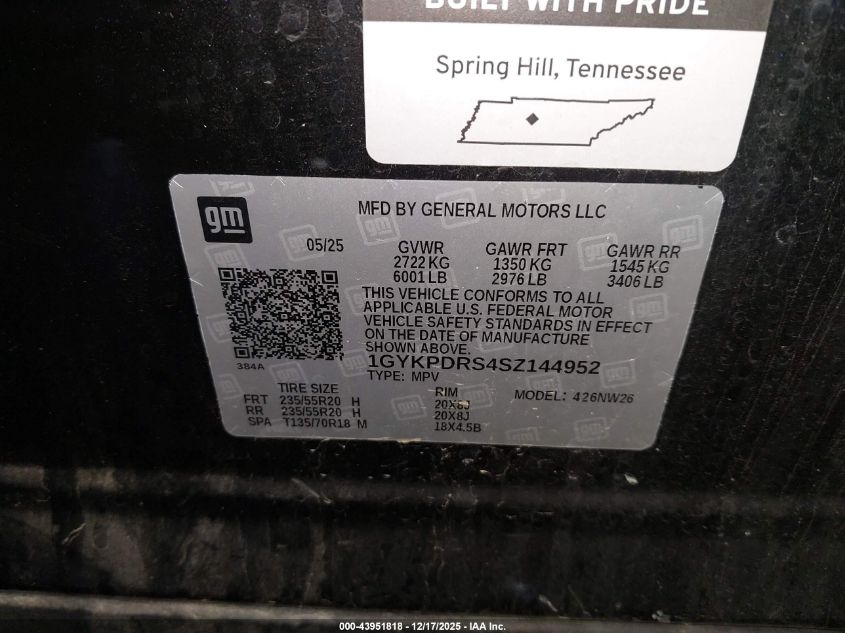 BUILT WITH PRIDE
Spring Hill, Tennessee
gm
MFD BY GENERAL MOTORS LLC
05/25 GVWR GAWR FRT GAWR RR
2722 KG 1350 KG 1545 KG
6001 LB 2976 LB 3406 LB
THIS VEHICLE CONFORMS TO ALL
APPLICABLE U.S. FEDERAL MOTOR
VEHICLE SAFETY STANDARDS IN EFFECT
ON THE DATE OF MANUFACTURE
SHOWN ABOVE.
384A
1GYKPDRS4SZ144952
TYPE: MPV
TIRE SIZE RIM MODEL: 426NW26
FRT 235/55R20 H 20X8J
RR 235/55R20 H 20X8J
SPA T135/70R18 M 18X4.5B
000-43951818 - 12/17/2025 - IAA Inc.